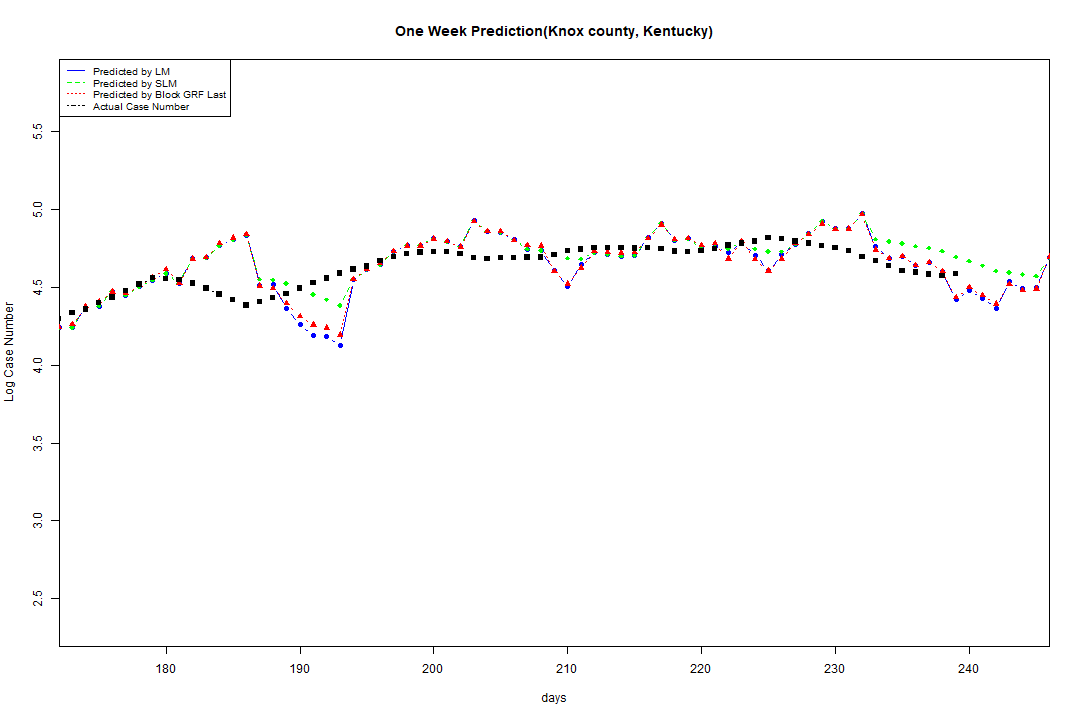 One Week Prediction(Knox county, Kentucky)
Predicted by LM
Predicted by SLM
Predicted by Block GRF Last
Actual Case Number
Log Case Number
5.5
5.0
4.5
4.0
3.5
3.0
2.5
180 190 200 210 220 230 240
days